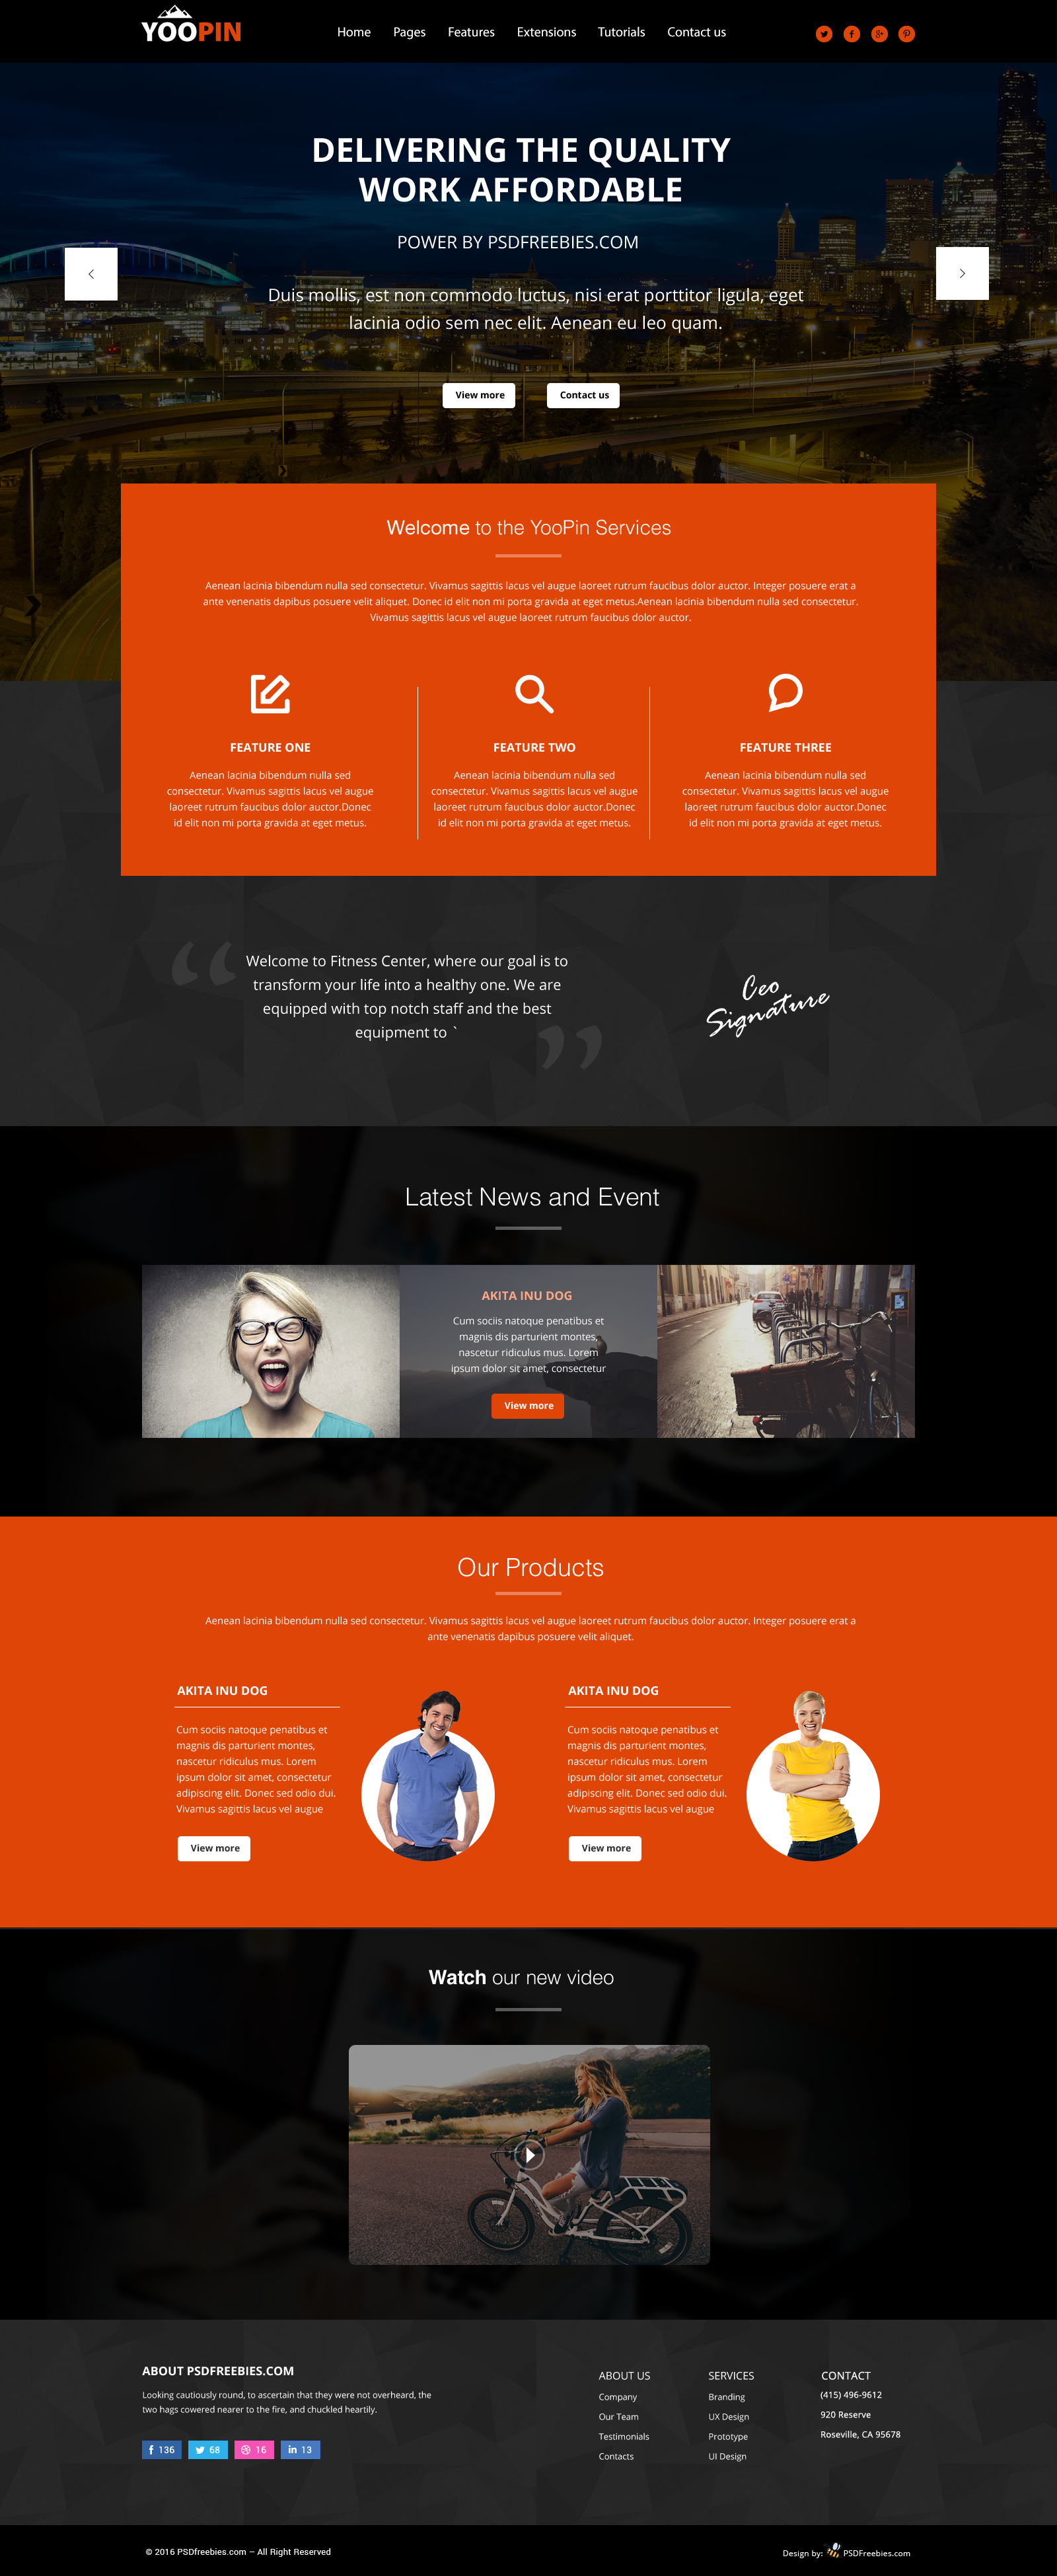 YOOPIN
Home Pages Features Extensions Tutorials Contact us
DELIVERING THE QUALITY
WORK AFFORDABLE
POWER BY PSDFREEBIES.COM
Duis mollis, est non commodo luctus, nisi erat porttitor ligula, eget
lacinia odio sem nec elit. Aenean eu leo quam.
View more
Contact us
Welcome to the YooPin Services
Aenean lacinia bibendum nulla sed consectetur. Vivamus sagittis lacus vel augue laoreet rutrum faucibus dolor auctor. Integer posuere erat a
ante venenatis dapibus posuere velit aliquet. Donec id elit non mi porta gravida at eget metus.Aenean lacinia bibendum nulla sed consectetur.
Vivamus sagittis lacus vel augue laoreet rutrum faucibus dolor auctor.
FEATURE ONE
Aenean lacinia bibendum nulla sed
consectetur. Vivamus sagittis lacus vel augue
laoreet rutrum faucibus dolor auctor.Donec
id elit non mi porta gravida at eget metus.
FEATURE TWO
Aenean lacinia bibendum nulla sed
consectetur. Vivamus sagittis lacus vel augue
laoreet rutrum faucibus dolor auctor.Donec
id elit non mi porta gravida at eget metus.
FEATURE THREE
Aenean lacinia bibendum nulla sed
consectetur. Vivamus sagittis lacus vel augue
laoreet rutrum faucibus dolor auctor.Donec
id elit non mi porta gravida at eget metus.
“
Welcome to Fitness Center, where our goal is to
transform your life into a healthy one. We are
equipped with top notch staff and the best
equipment to `
”
Ceo
Signature
Latest News and Event
AKITA INU DOG
Cum sociis natoque penatibus et
magnis dis parturient montes,
nascetur ridiculus mus. Lorem
ipsum dolor sit amet, consectetur
View more
Our Products
Aenean lacinia bibendum nulla sed consectetur. Vivamus sagittis lacus vel augue laoreet rutrum faucibus dolor auctor. Integer posuere erat a
ante venenatis dapibus posuere velit aliquet.
AKITA INU DOG
Cum sociis natoque penatibus et
magnis dis parturient montes,
nascetur ridiculus mus. Lorem
ipsum dolor sit amet, consectetur
adipiscing elit. Donec sed odio dui.
Vivamus sagittis lacus vel augue
View more
AKITA INU DOG
Cum sociis natoque penatibus et
magnis dis parturient montes,
nascetur ridiculus mus. Lorem
ipsum dolor sit amet, consectetur
adipiscing elit. Donec sed odio dui.
Vivamus sagittis lacus vel augue
View more
Watch our new video
ABOUT PSDFREEBIES.COM
Looking cautiously round, to ascertain that they were not overheard, the
two hags cowered nearer to the fire, and chuckled heartily.
136 68 16 13
ABOUT US
Company
Our Team
Testimonials
Contacts
SERVICES
Branding
UX Design
Prototype
UI Design
CONTACT
(415) 496-9612
920 Reserve
Roseville, CA 95678
© 2016 PSDfreebies.com – All Right Reserved
Design by: PSDFreebies.com